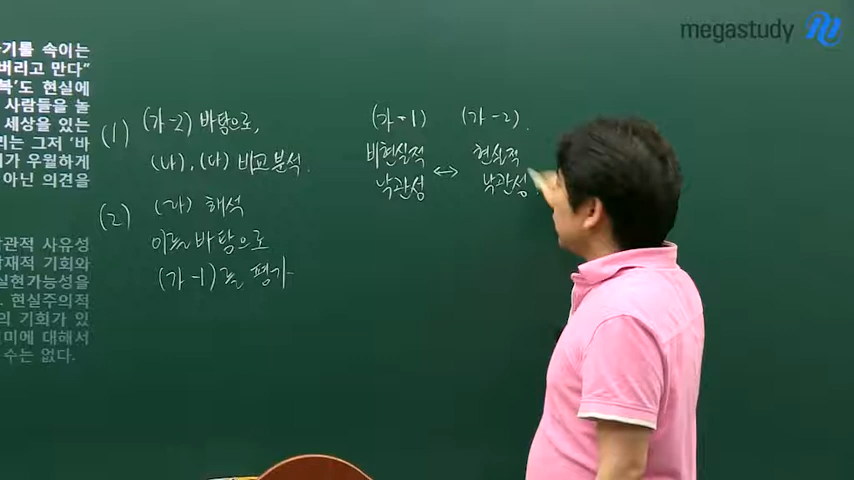 megastudy
기를 속이는
버리고 만다"
복'도 현실에
사람들을 놀
세상을 있는
리는 그저 '바
가 우월하게
아닌 의견을
낙관적 사유성
잠재적 기회와
실현가능성을
현실주의적
의 기회가 있
의미에 대해서
수는 없다.
(1) (가-2) 바탕으로,
(나), (다) 비교분석.
(2) (라) 해석
이를 바탕으로
(가-1)를 평가
(가-1) (가-2).
비현실적 현실적
낙관성 ↔ 낙관성.